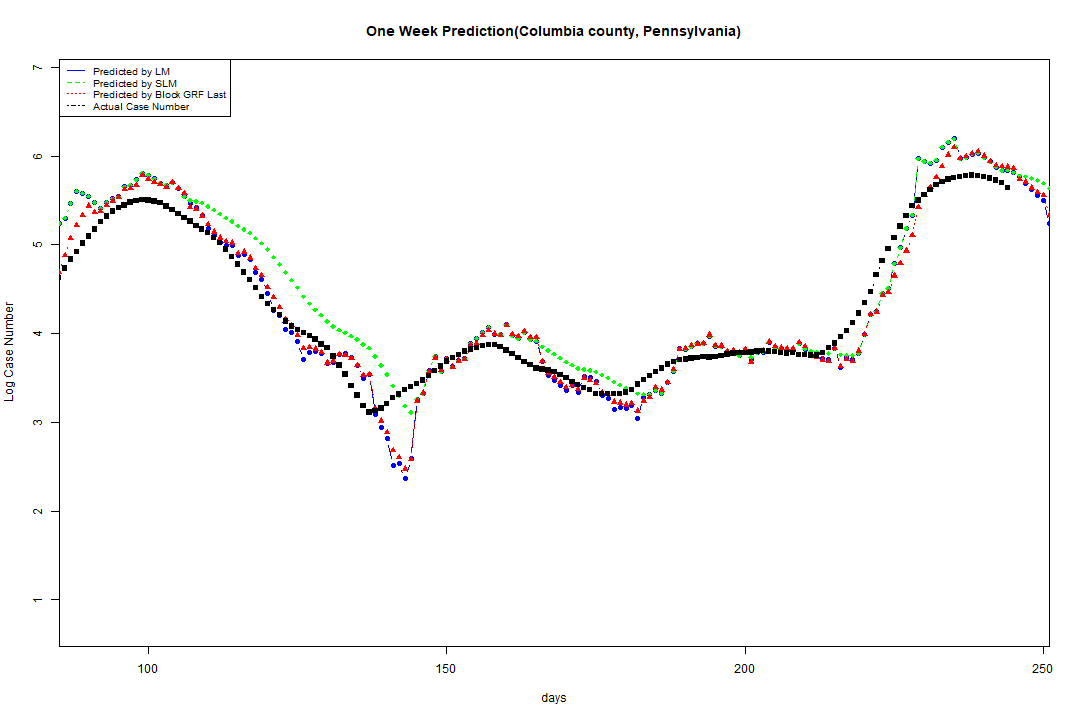 One Week Prediction(Columbia county, Pennsylvania)
Predicted by LM
Predicted by SLM
Predicted by Block GRF Last
Actual Case Number
7
6
5
4
3
2
1
Log Case Number
100
150
200
250
days